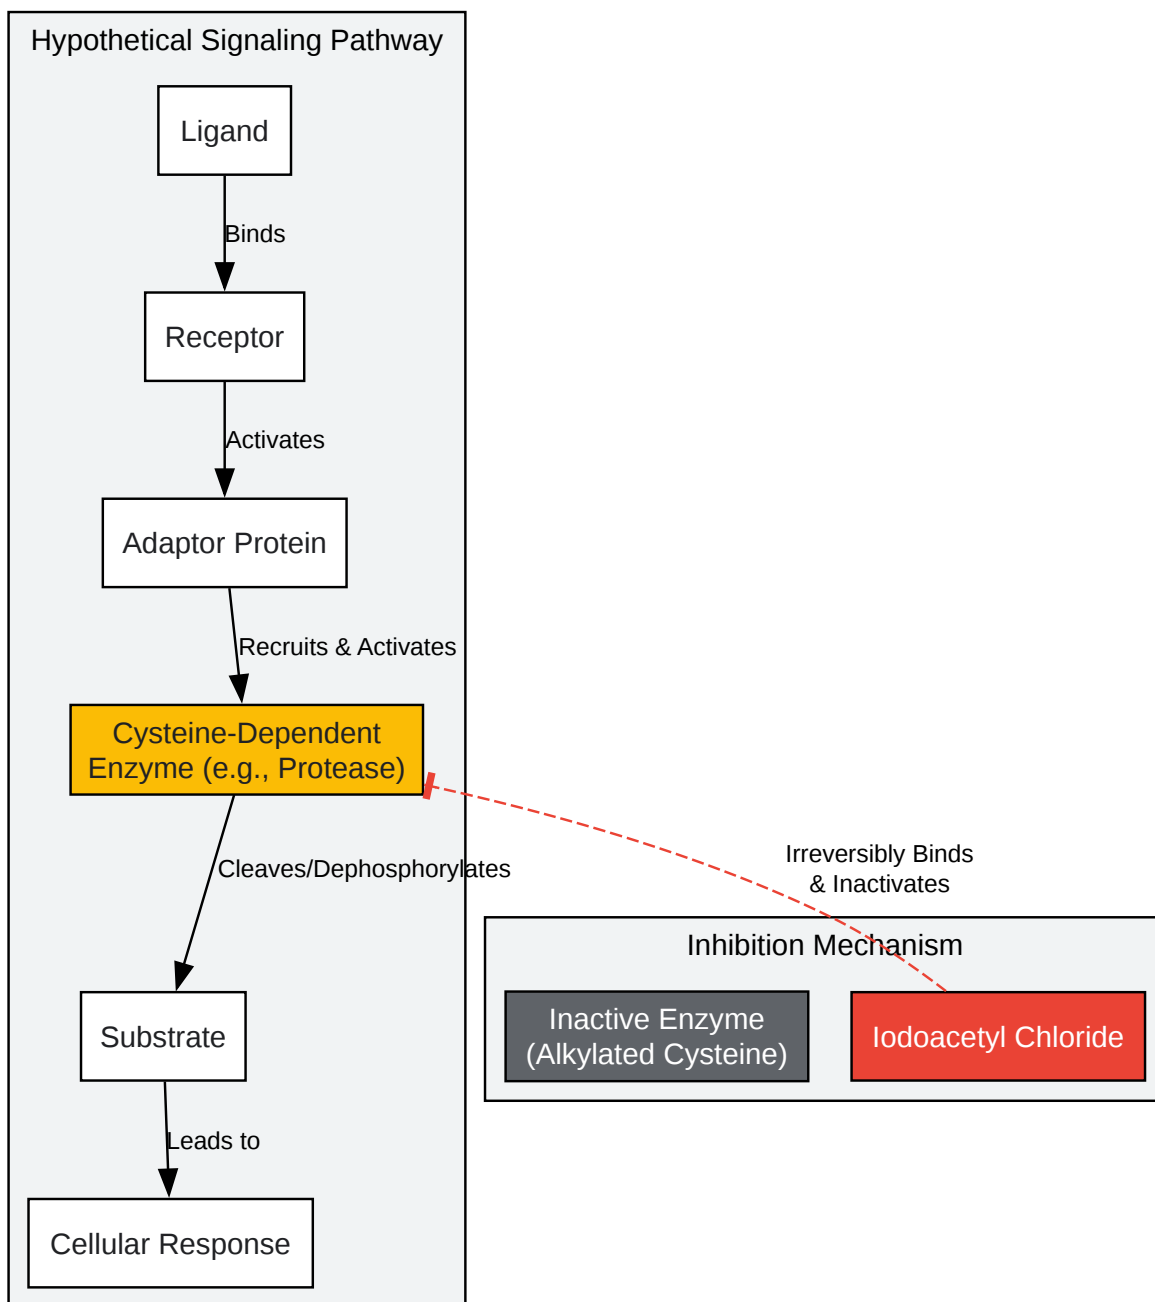 Hypothetical Signaling Pathway
Ligand
Binds
Receptor
Activates
Adaptor Protein
Recruits & Activates
Cysteine-Dependent
Enzyme (e.g., Protease)
Cleaves/Dephosphorylates
Substrate
Leads to
Cellular Response
Irreversibly Binds
& Inactivates
Inhibition Mechanism
Inactive Enzyme
(Alkylated Cysteine)
Iodoacetyl Chloride